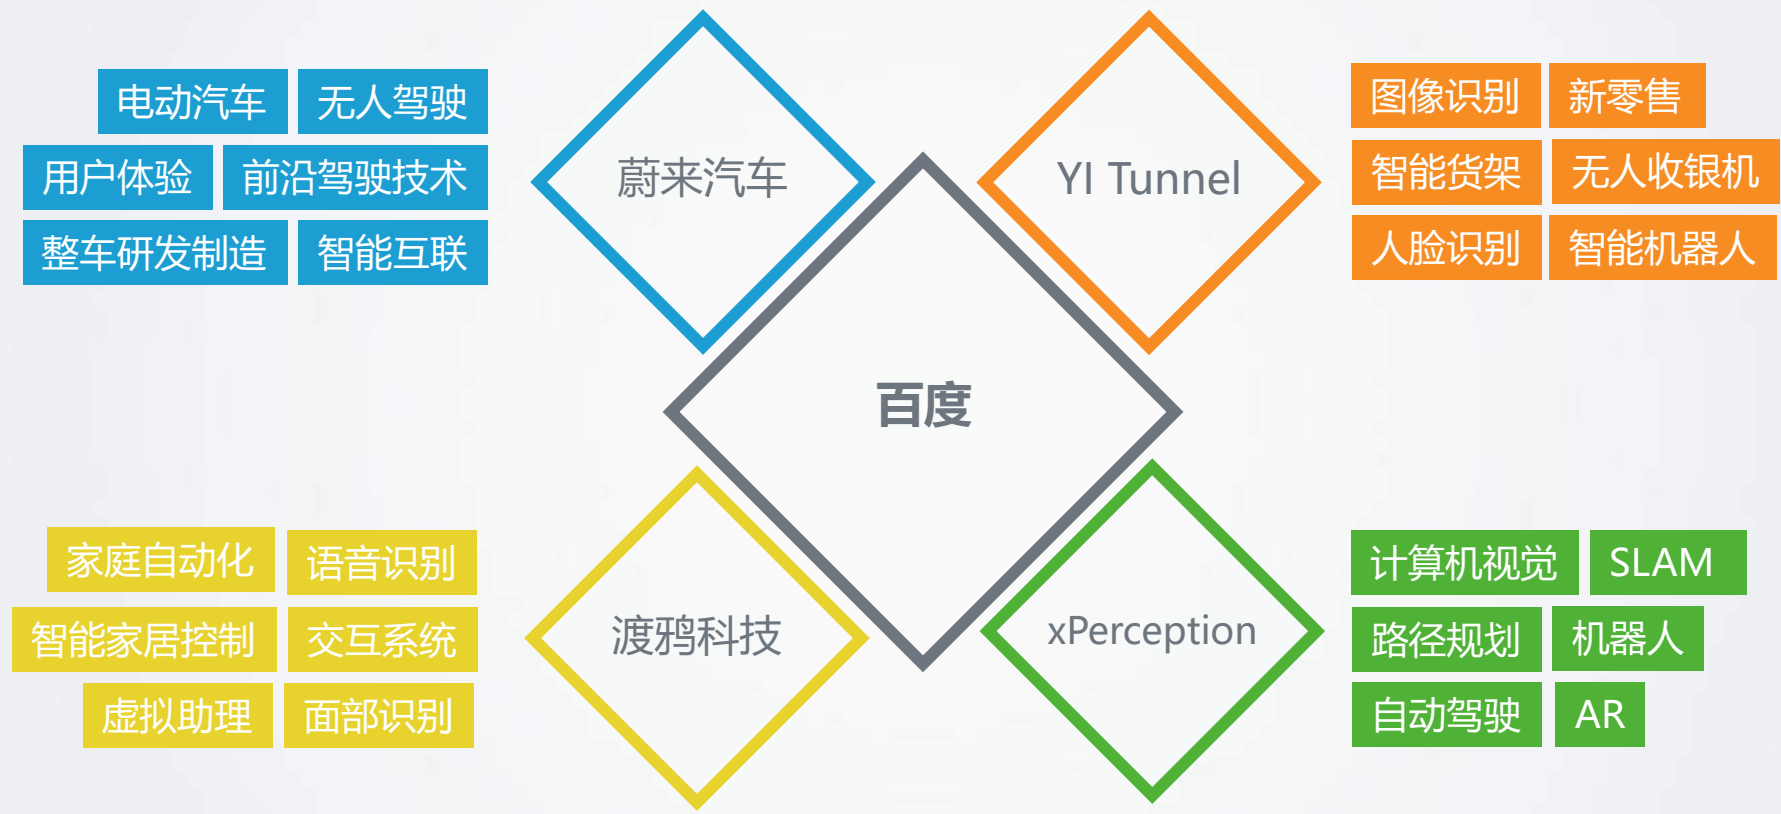 电动汽车 无人驾驶
用户体验 前沿驾驶技术
整车研发制造 智能互联
蔚来汽车
YI Tunnel
图像识别 新零售
智能货架 无人收银机
人脸识别 智能机器人
百度
家庭自动化 语音识别
智能家居控制 交互系统
虚拟助理 面部识别
渡鸦科技
xPerception
计算机视觉 SLAM
路径规划 机器人
自动驾驶 AR